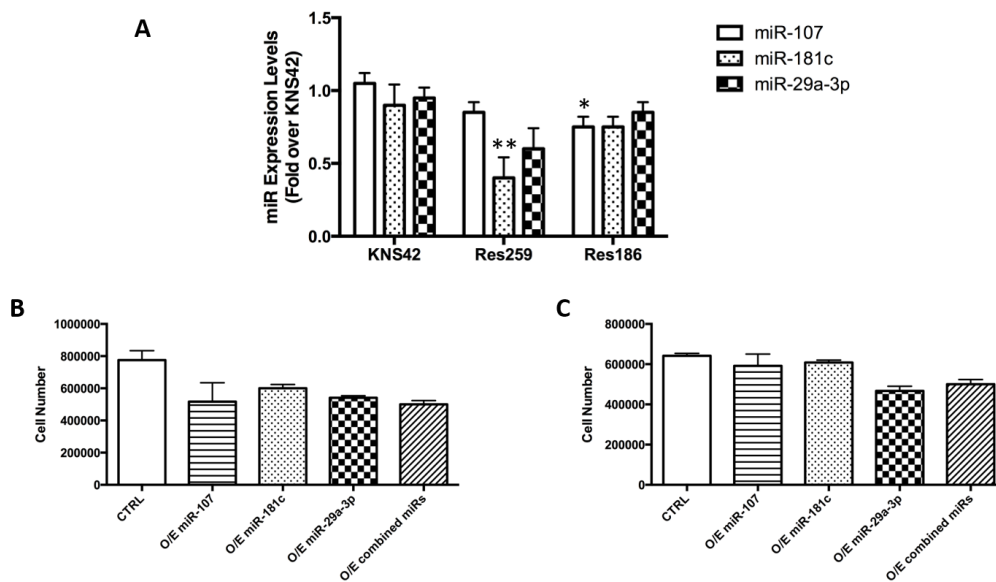 A
miR Expression Levels
(Fold over KNS42)
1.5
1.0
0.5
0.0
**
*
KNS42
Res259
Res186
miR-107
miR-181c
miR-29a-3p
B
Cell Number
1000000
800000
600000
400000
200000
0
CTRL
O/E miR-107
O/E miR-181c
O/E miR-29a-3p
O/E combined miRs
C
Cell Number
800000
600000
400000
200000
0
CTRL
O/E miR-107
O/E miR-181c
O/E miR-29a-3p
O/E combined miRs